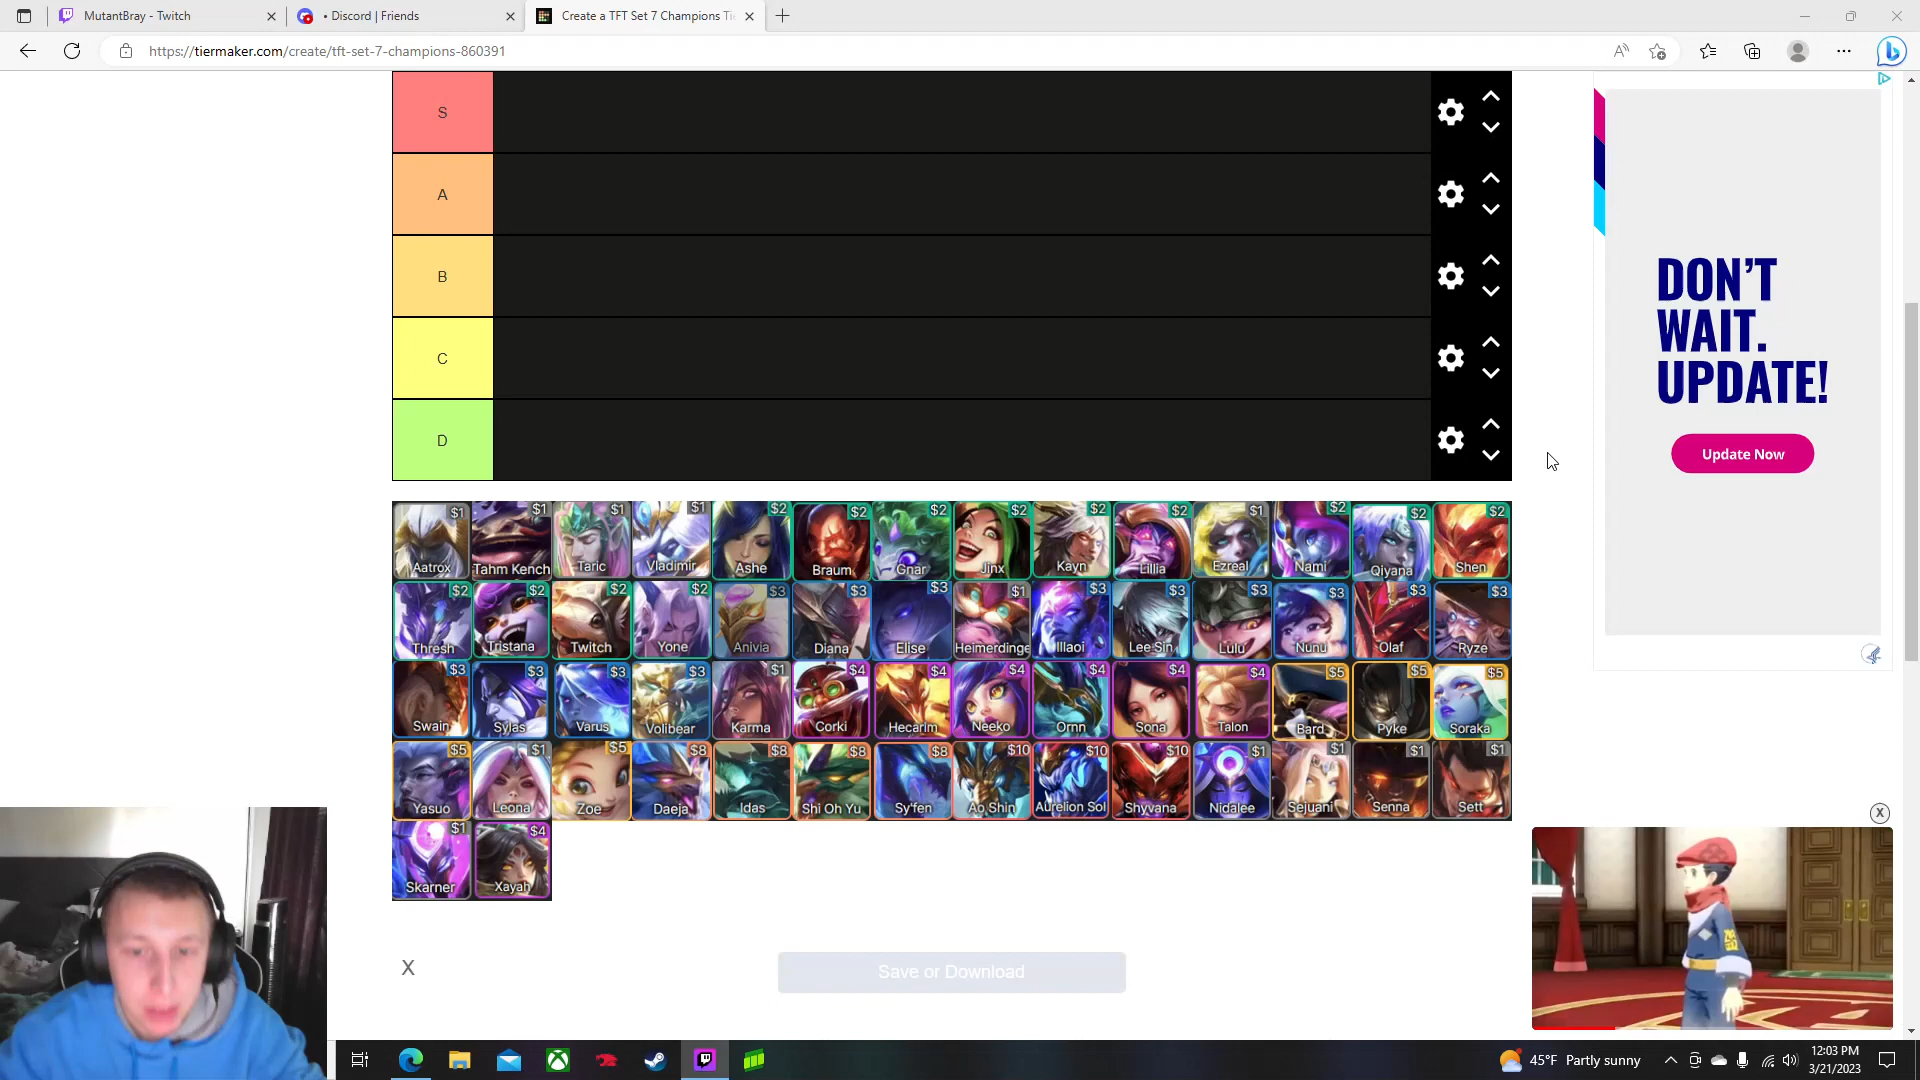 MutantBray - Twitch
• Discord | Friends
Create a TFT Set 7 Champions Tie
https://tiermaker.com/create/tft-set-7-champions-860391
S
A
B
C
D
DON'T
WAIT.
UPDATE!
Update Now
$1 $1 $1 $1 $2 $2 $2 $2 $2 $2 $1 $2 $2 $2
Aatrox Tahm Kench Taric Vladimir Ashe Braum Gnar Jinx Kayn Lillia Ezreal Nami Qiyana Shen
$2 $2 $2 $2 $3 $3 $3 $1 $3 $3 $3 $3 $3 $3
Thresh Tristana Twitch Yone Anivia Diana Elise Heimerdinge Illaoi Lee Sin Lulu Nunu Olaf Ryze
$3 $3 $3 $3 $1 $4 $4 $4 $4 $4 $4 $5 $5 $5
Swain Sylas Varus Volibear Karma Corki Hecarim Neeko Ornn Sona Talon Bard Pyke Soraka
$5 $1 $5 $8 $8 $8 $8 $10 $10 $10 $1 $1 $1 $1
Yasuo Leona Zoe Daeja Idas Shi Oh Yu Sy'fen Ao Shin Aurelion Sol Shyvana Nidalee Sejuani Senna Sett
$1 $4
Skarner Xayah
X
X
Save or Download
45°F Partly sunny
12:03 PM
3/21/2023